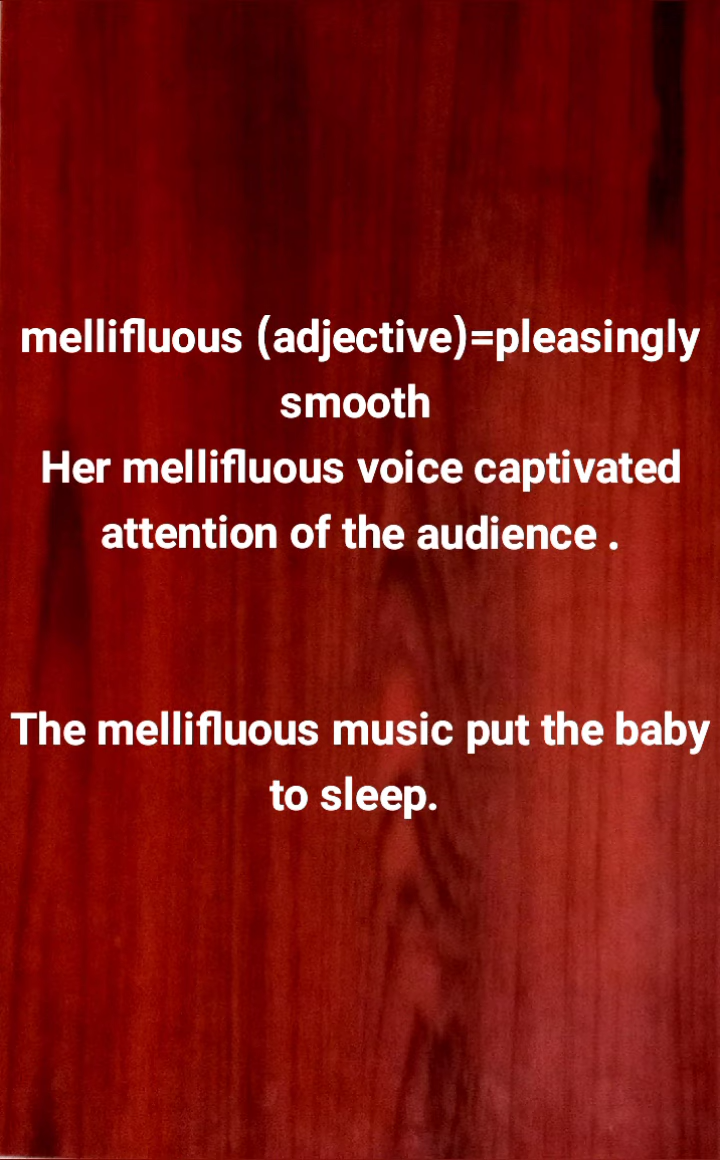 mellifluous (adjective)=pleasingly
smooth
Her mellifluous voice captivated
attention of the audience .
The mellifluous music put the baby
to sleep.